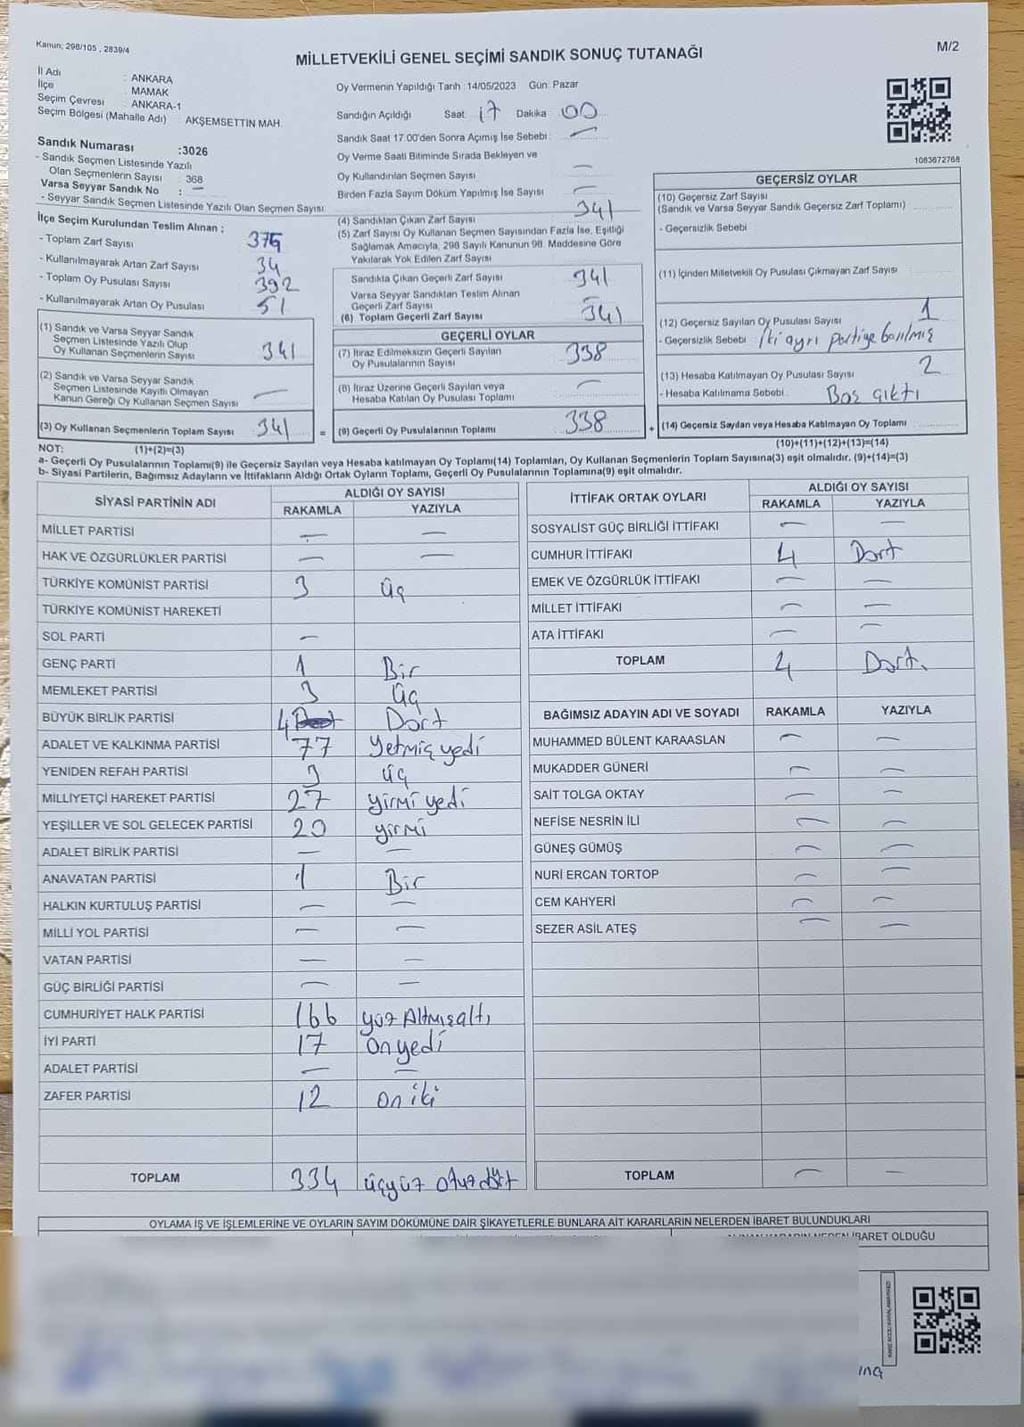 Kanun; 298/105 , 2839/4
MİLLETVEKİLİ GENEL SEÇİMİ SANDIK SONUÇ TUTANAĞI
M/2
İl Adı : ANKARA
İlçe : MAMAK
Seçim Çevresi : ANKARA-1
Seçim Bölgesi (Mahalle Adı) AKŞEMSETTİN MAH.
Oy Vermenin Yapıldığı Tarih :14/05/2023 Gün: Pazar
Sandığın Açıldığı Saat 17 Dakika 00
Sandık Saat 17.00'den Sonra Açımış İse Sebebi : —
Oy Verme Saati Bitiminde Sırada Bekleyen ve
Oy Kullandırılan Seçmen Sayısı —
Birden Fazla Sayım Döküm Yapılmış İse Sayısı —
Sandık Numarası :3026
- Sandık Seçmen Listesinde Yazılı
Olan Seçmenlerin Sayısı : 368
Varsa Seyyar Sandık No : —
- Seyyar Sandık Seçmen Listesinde Yazılı Olan Seçmen Sayısı:
1083672768
İlçe Seçim Kurulundan Teslim Alınan ;
- Toplam Zarf Sayısı 375
- Kullanılmayarak Artan Zarf Sayısı 34
- Toplam Oy Pusulası Sayısı 392
- Kullanılmayarak Artan Oy Pusulası 51
(1) Sandık ve Varsa Seyyar Sandık
Seçmen Listesinde Yazılı Olup
Oy Kullanan Seçmenlerin Sayısı 341
(2) Sandık ve Varsa Seyyar Sandık
Seçmen Listesinde Kayıtlı Olmayan
Kanun Gereği Oy Kullanan Seçmen Sayısı —
(3) Oy Kullanan Seçmenlerin Toplam Sayısı 341 =
(4) Sandıktan Çıkan Zarf Sayısı 341
(5) Zarf Sayısı Oy Kullanan Seçmen Sayısından Fazla İse, Eşitliği
Sağlamak Amacıyla, 298 Sayılı Kanunun 98. Maddesine Göre
Yakılarak Yok Edilen Zarf Sayısı
Sandıkta Çıkan Geçerli Zarf Sayısı 341
Varsa Seyyar Sandıktan Teslim Alınan
Geçerli Zarf Sayısı —
(6) Toplam Geçerli Zarf Sayısı 341
GEÇERLİ OYLAR
(7) İtiraz Edilmeksizin Geçerli Sayılan
Oy Pusulalarının Sayısı 338
(8) İtiraz Üzerine Geçerli Sayılan veya
Hesaba Katılan Oy Pusulası Toplamı —
(9) Geçerli Oy Pusulalarının Toplamı 338 +
GEÇERSİZ OYLAR
(10) Geçersiz Zarf Sayısı
(Sandık ve Varsa Seyyar Sandık Geçersiz Zarf Toplamı)
- Geçersizlik Sebebi
(11) İçinden Milletvekili Oy Pusulası Çıkmayan Zarf Sayısı
(12) Geçersiz Sayılan Oy Pusulası Sayısı 1
- Geçersizlik Sebebi İki ayrı partiye basılmış
(13) Hesaba Katılmayan Oy Pusulası Sayısı 2
- Hesaba Katılmama Sebebi Boş çıktı
(14) Geçersiz Sayılan veya Hesaba Katılmayan Oy Toplamı
(10)+(11)+(12)+(13)=(14)
NOT: (1)+(2)=(3)
a- Geçerli Oy Pusulalarının Toplamı(9) ile Geçersiz Sayılan veya Hesaba katılmayan Oy Toplamı(14) Toplamları, Oy Kullanan Seçmenlerin Toplam Sayısına(3) eşit olmalıdır. (9)+(14)=(3)
b- Siyasi Partilerin, Bağımsız Adayların ve İttifakların Aldığı Ortak Oyların Toplamı, Geçerli Oy Pusulalarının Toplamına(9) eşit olmalıdır.
SİYASİ PARTİNİN ADI ALDIĞI OY SAYISI
RAKAMLA YAZIYLA
MİLLET PARTİSİ — —
HAK VE ÖZGÜRLÜKLER PARTİSİ — —
TÜRKİYE KOMÜNİST PARTİSİ 3 üç
TÜRKİYE KOMÜNİST HAREKETİ
SOL PARTİ —
GENÇ PARTİ 1 Bir
MEMLEKET PARTİSİ 3 üç
BÜYÜK BİRLİK PARTİSİ 4 Dört
ADALET VE KALKINMA PARTİSİ 77 Yetmiş yedi
YENİDEN REFAH PARTİSİ 3 üç
MİLLİYETÇİ HAREKET PARTİSİ 27 yirmi yedi
YEŞİLLER VE SOL GELECEK PARTİSİ 20 yirmi
ADALET BİRLİK PARTİSİ — —
ANAVATAN PARTİSİ 1 Bir
HALKIN KURTULUŞ PARTİSİ — —
MİLLİ YOL PARTİSİ — —
VATAN PARTİSİ — —
GÜÇ BİRLİĞİ PARTİSİ — —
CUMHURİYET HALK PARTİSİ 166 yüz Altmışaltı
İYİ PARTİ 17 Onyedi
ADALET PARTİSİ — —
ZAFER PARTİSİ 12 on iki
TOPLAM 334 üçyüz otuz dört
İTTİFAK ORTAK OYLARI ALDIĞI OY SAYISI
RAKAMLA YAZIYLA
SOSYALİST GÜÇ BİRLİĞİ İTTİFAKI — —
CUMHUR İTTİFAKI 4 Dört
EMEK VE ÖZGÜRLÜK İTTİFAKI — —
MİLLET İTTİFAKI — —
ATA İTTİFAKI — —
TOPLAM 4 Dört.
BAĞIMSIZ ADAYIN ADI VE SOYADI RAKAMLA YAZIYLA
MUHAMMED BÜLENT KARAASLAN — —
MUKADDER GÜNERİ — —
SAİT TOLGA OKTAY — —
NEFİSE NESRİN İLİ — —
GÜNEŞ GÜMÜŞ — —
NURİ ERCAN TORTOP — —
CEM KAHYERİ — —
SEZER ASİL ATEŞ — —
TOPLAM — —
OYLAMA İŞ VE İŞLEMLERİNE VE OYLARIN SAYIM DÖKÜMÜNE DAİR ŞİKAYETLERLE BUNLARA AİT KARARLARIN NELERDEN İBARET BULUNDUKLARI
İBARET OLDUĞU